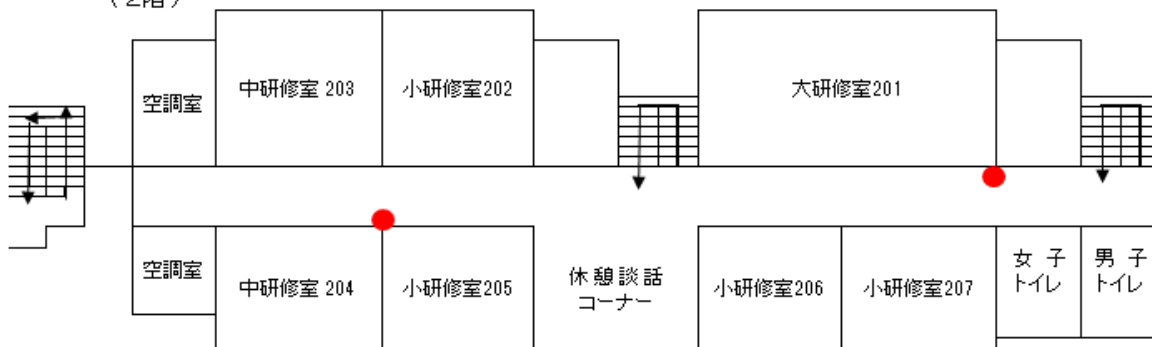 （２階）
中研修室 203
小研修室202
大研修室201
空調室
空調室
中研修室 204
小研修室205
休憩談話
コーナー
小研修室206
小研修室207
女 子
トイレ
男 子
トイレ